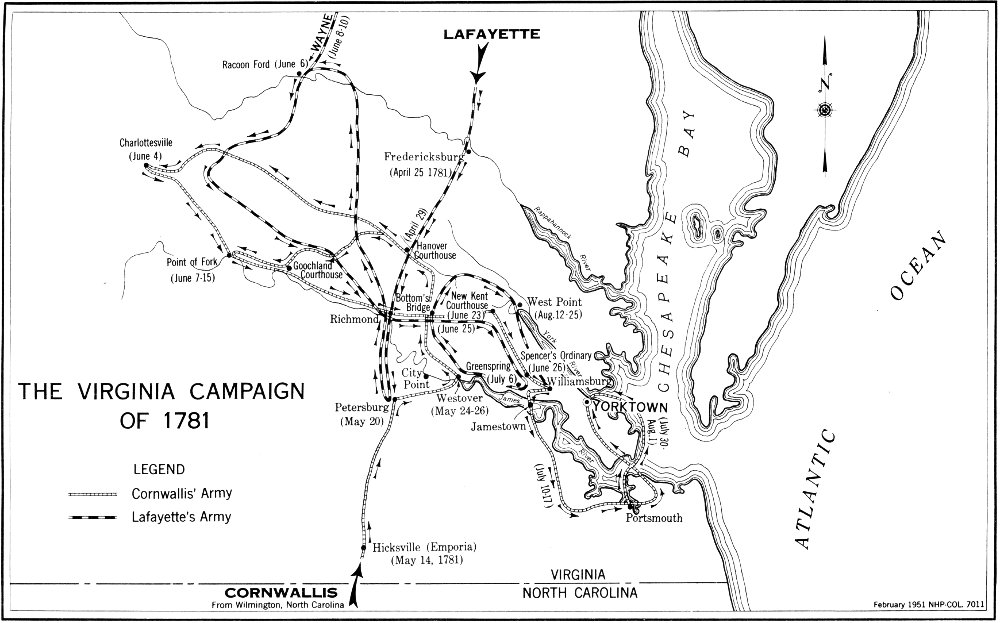 WAYNE
(June 8-10)
LAFAYETTE
Racoon Ford (June 6)
N
Charlottesville
(June 4)
Fredericksburg
(April 25 1781)
BAY
CHESAPEAKE
Rappahannock
River
(April 29)
Hanover
Courthouse
OCEAN
ATLANTIC
Point of Fork
(June 7-15)
Goochland
Courthouse
Bottom's
Bridge
New Kent
Courthouse
(June 23)
(June 25)
West Point
(Aug. 12-25)
Richmond
York
River
Spencer's Ordinary
(June 26)
Greenspring
(July 6)
Williamsburg
City
Point
Westover
(May 24-26)
James
River
YORKTOWN
(July 30-
Aug. 1)
Petersburg
(May 20)
Jamestown
(July 10-17)
Portsmouth
THE VIRGINIA CAMPAIGN
OF 1781
LEGEND
Cornwallis' Army
Lafayette's Army
Hicksville (Emporia)
(May 14, 1781)
VIRGINIA
NORTH CAROLINA
CORNWALLIS
From Wilmington, North Carolina
February 1951 NHP-COL. 7011